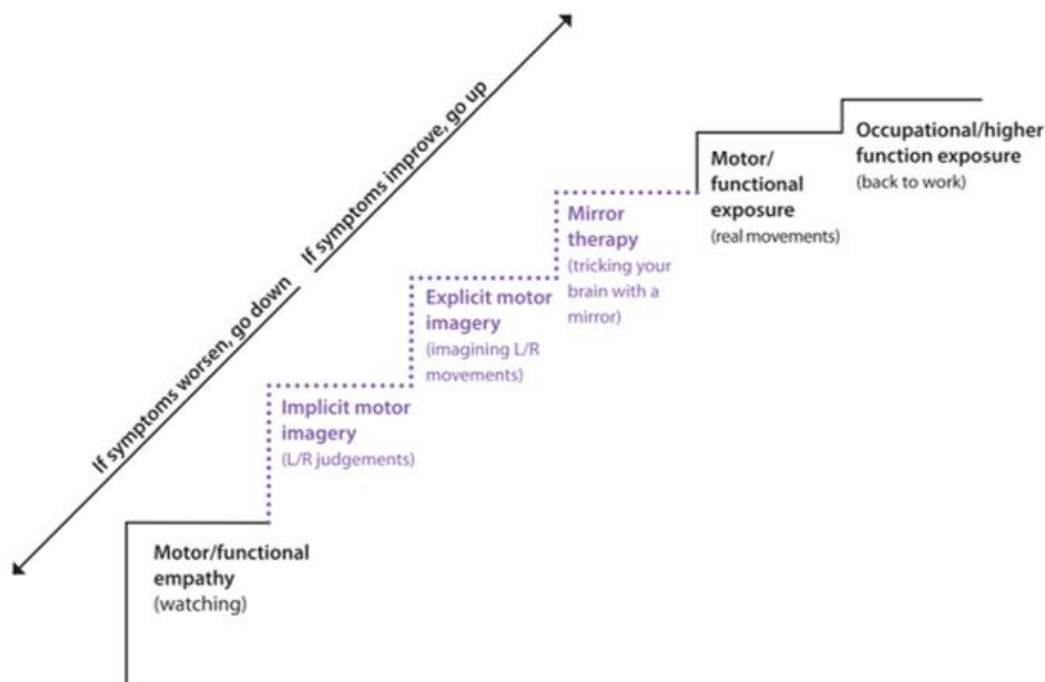 If symptoms worsen, go down
If symptoms improve, go up
Motor/functional
empathy
(watching)
Implicit motor
imagery
(L/R judgements)
Explicit motor
imagery
(imagining L/R
movements)
Mirror
therapy
(tricking your
brain with a
mirror)
Motor/
functional
exposure
(real movements)
Occupational/higher
function exposure
(back to work)